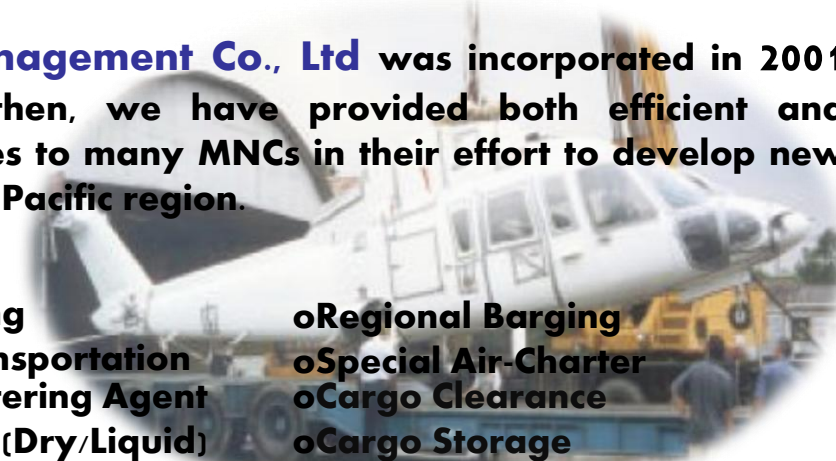 nagement Co., Ltd was incorporated in 2001
then, we have provided both efficient and
es to many MNCs in their effort to develop new
Pacific region.
ng
oRegional Barging
nsportation
oSpecial Air-Charter
tering Agent
oCargo Clearance
(Dry/Liquid)
oCargo Storage